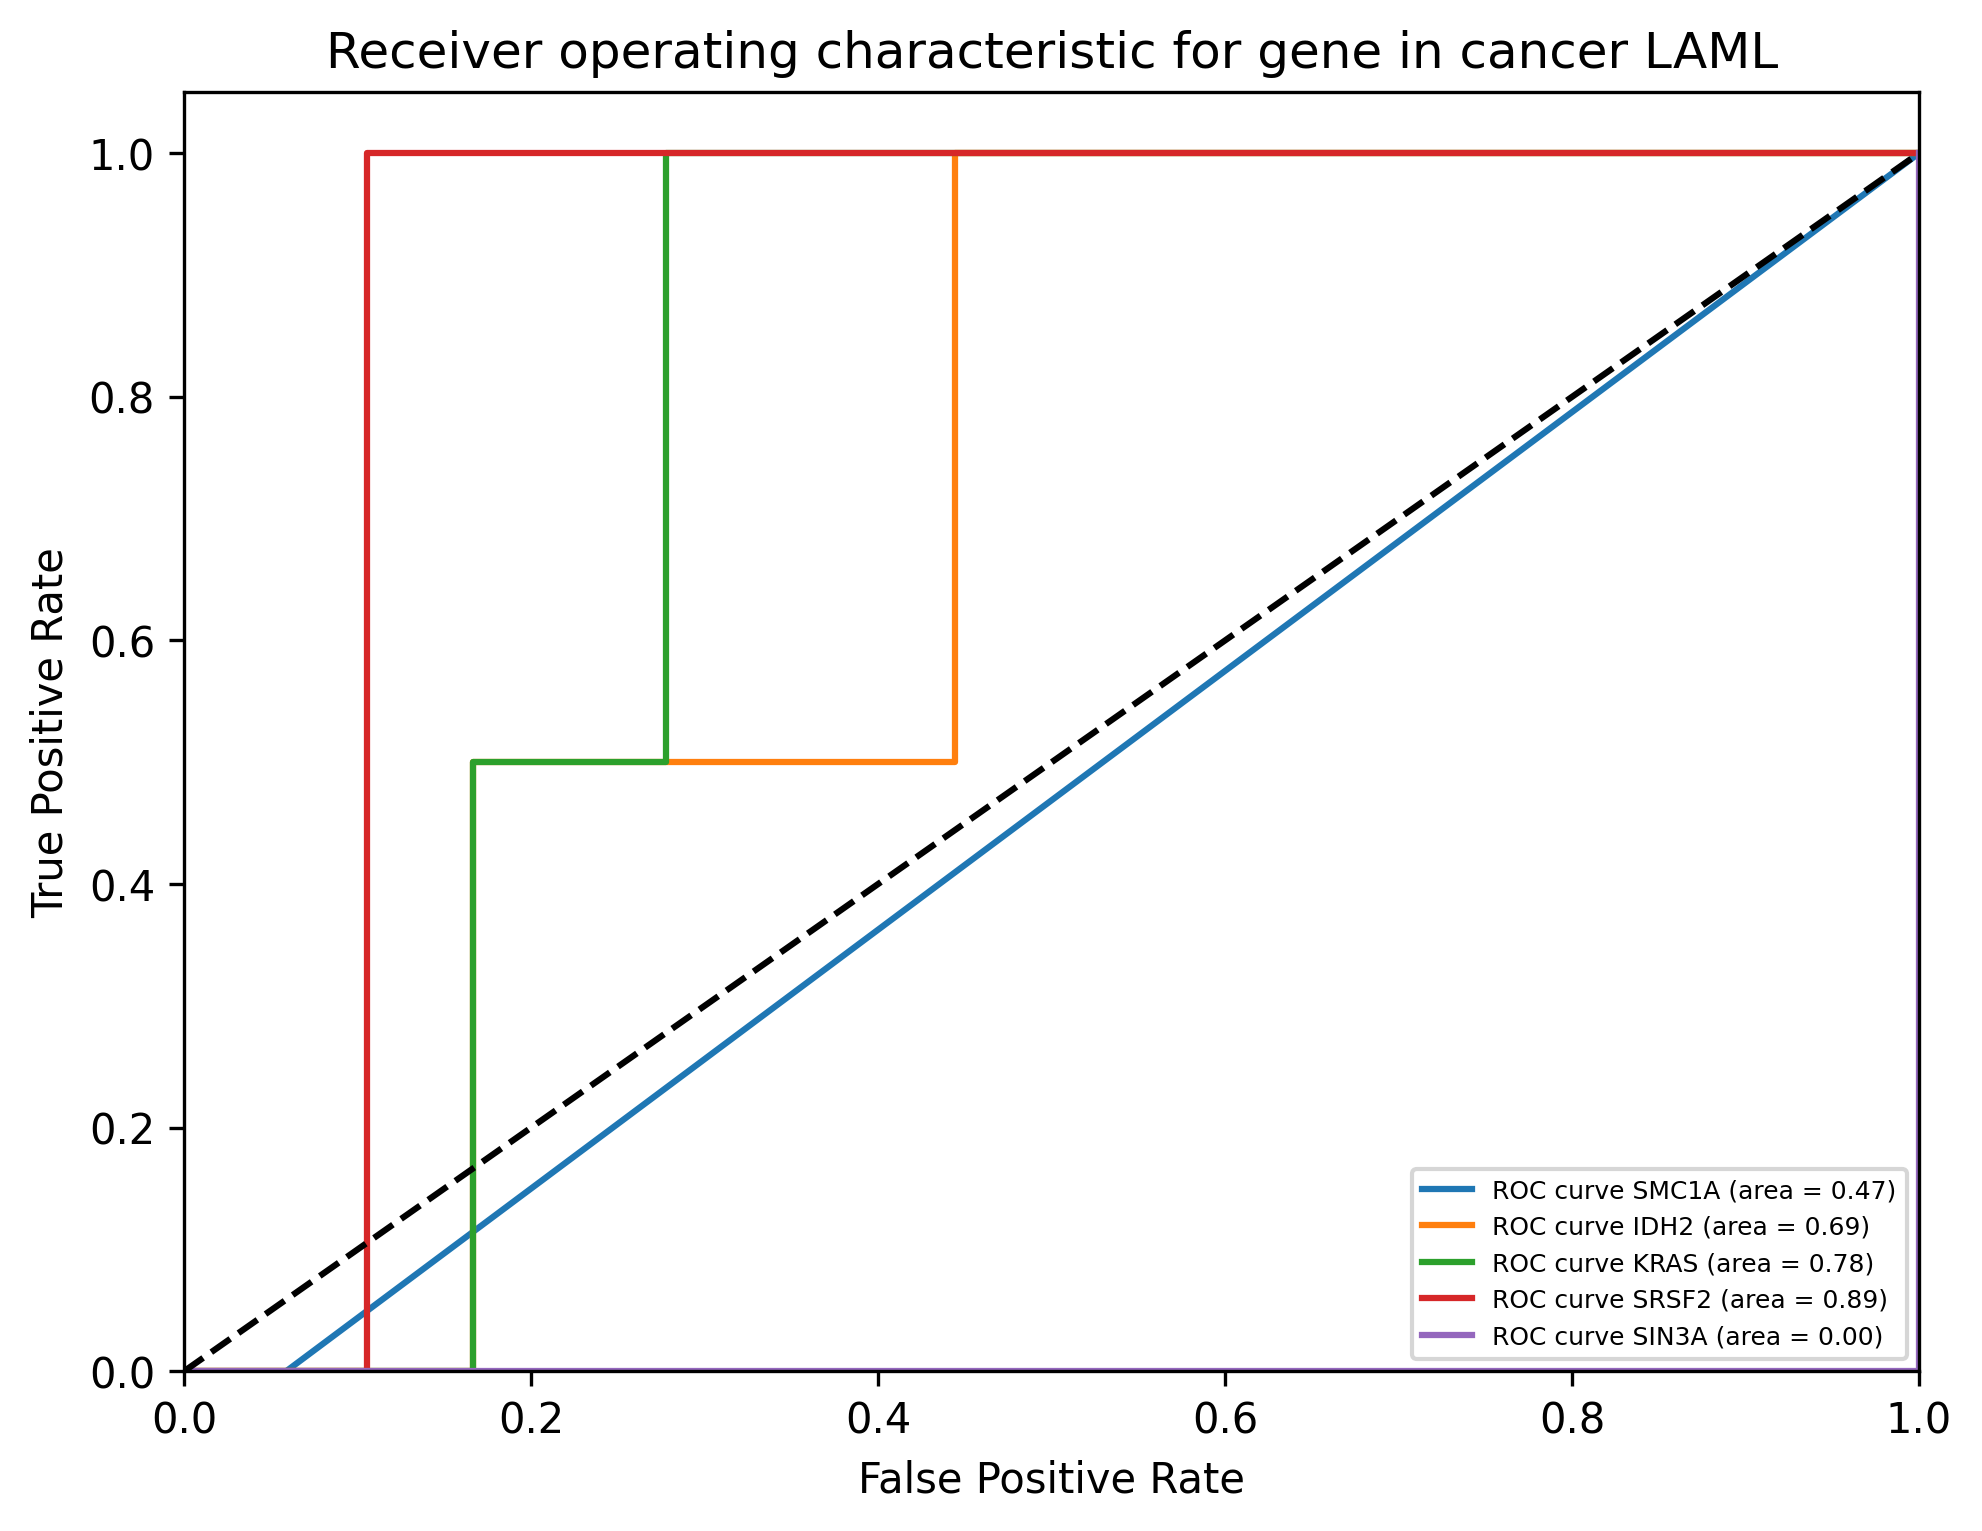 Receiver operating characteristic for gene in cancer LAML
True Positive Rate
1.0
0.8
0.6
0.4
0.2
0.0
ROC curve SMC1A (area = 0.47)
ROC curve IDH2 (area = 0.69)
ROC curve KRAS (area = 0.78)
ROC curve SRSF2 (area = 0.89)
ROC curve SIN3A (area = 0.00)
0.0 0.2 0.4 0.6 0.8 1.0
False Positive Rate